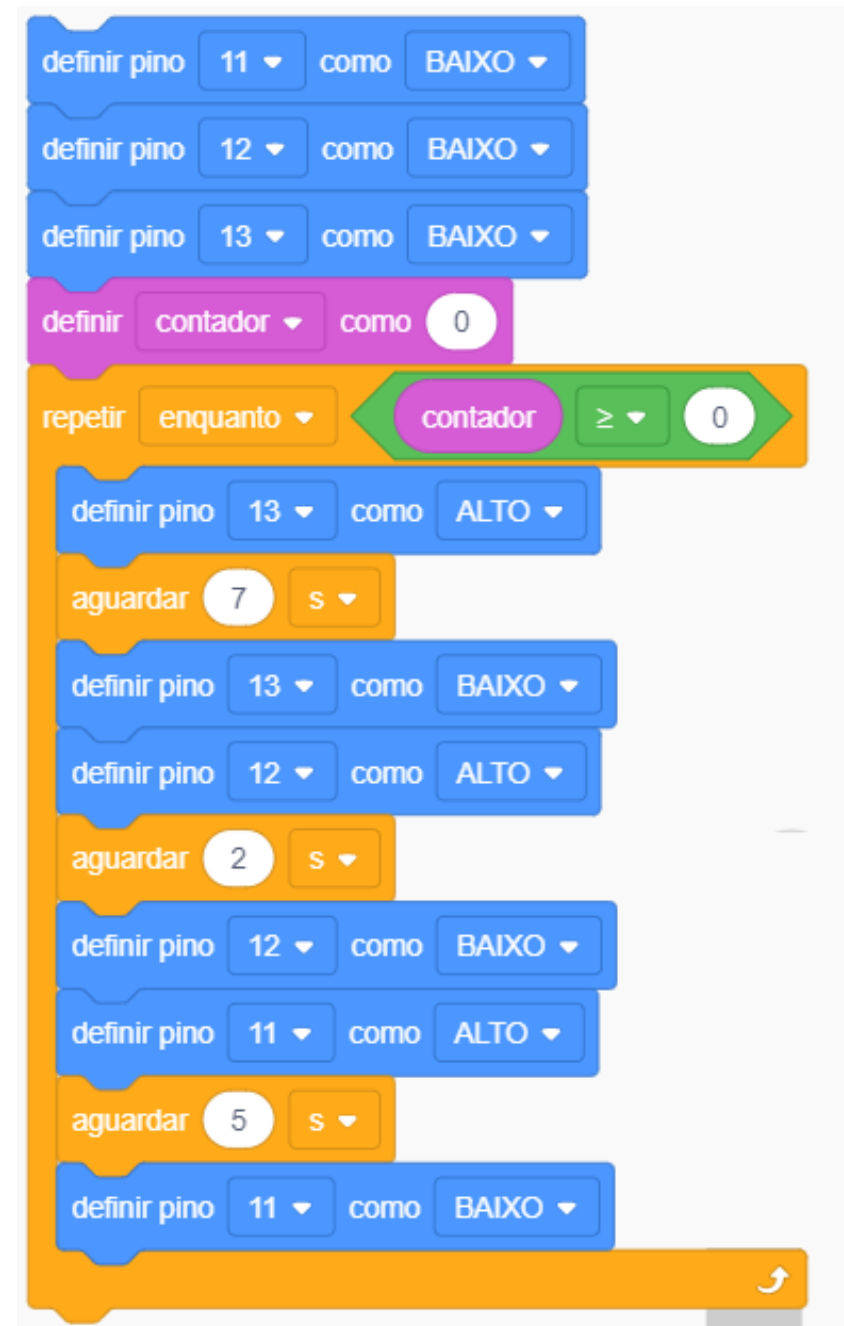 definir pino 11 como BAIXO
definir pino 12 como BAIXO
definir pino 13 como BAIXO
definir contador como 0
repetir enquanto contador ≥ 0
definir pino 13 como ALTO
aguardar 7 s
definir pino 13 como BAIXO
definir pino 12 como ALTO
aguardar 2 s
definir pino 12 como BAIXO
definir pino 11 como ALTO
aguardar 5 s
definir pino 11 como BAIXO